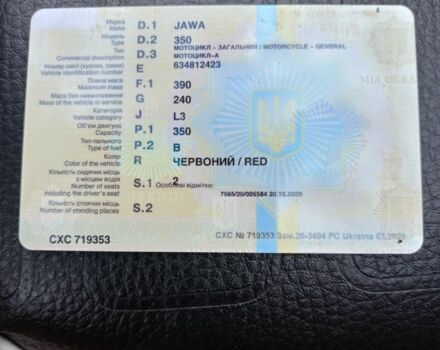 Марка
Make D.1 JAWA
Модель
Type D.2 350
Тип
Commercial description D.3 МОТОЦИКЛ – ЗАГАЛЬНИЙ / MOTORCYCLE – GENERAL
МОТОЦИКЛ-А
Номер шасі (кузова, рами)
Vehicle identification number E 634812423
Повна маса
Maximum mass F.1 390
Маса без навантаження
Mass of the vehicle in service G 240
Категорія
Vehicle category J L3
Об'єм двигуна
Capacity P.1 350
Тип пального
Type of fuel P.2 B
Колір
Color of the vehicle R ЧЕРВОНИЙ / RED
Кількість сидячих місць
з місцем водія
Number of seats
including the driver's seat S.1 2 Особливі відмітки:
7565/20/005584 20.10.2020
Кількість стоячих місць
Number of standing places S.2
MIA UKRA
СХС 719353
СХС № 719353 Зам.20-3494 РС Ukraina 03.2020